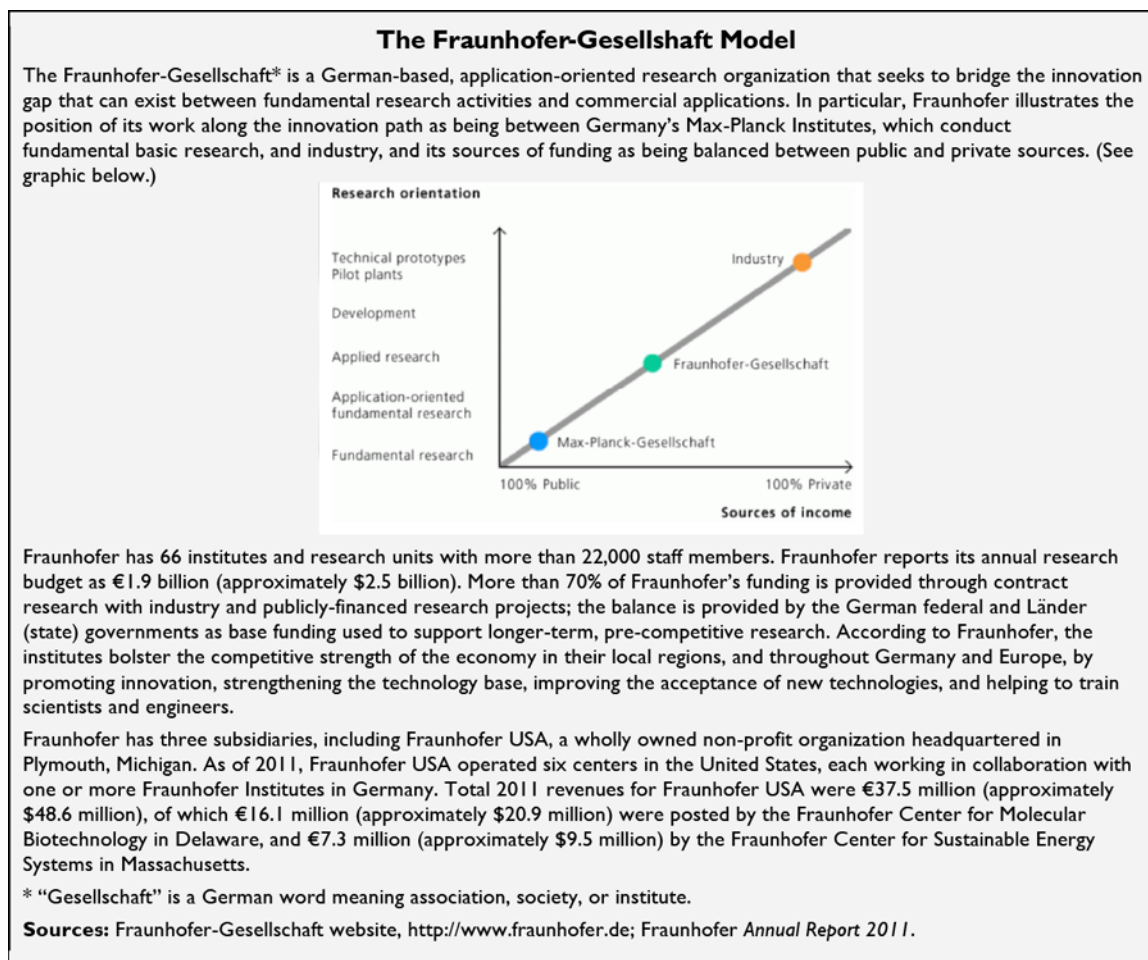 The Fraunhofer-Gesellshaft Model
The Fraunhofer-Gesellschaft* is a German-based, application-oriented research organization that seeks to bridge the innovation
gap that can exist between fundamental research activities and commercial applications. In particular, Fraunhofer illustrates the
position of its work along the innovation path as being between Germany's Max-Planck Institutes, which conduct
fundamental basic research, and industry, and its sources of funding as being balanced between public and private sources. (See
graphic below.)
Research orientation
Technical prototypes
Pilot plants
Industry
Development
Applied research
Fraunhofer-Gesellschaft
Application-oriented
fundamental research
Max-Planck-Gesellschaft
Fundamental research
100% Public
100% Private
Sources of income
Fraunhofer has 66 institutes and research units with more than 22,000 staff members. Fraunhofer reports its annual research
budget as €1.9 billion (approximately $2.5 billion). More than 70% of Fraunhofer's funding is provided through contract
research with industry and publicly-financed research projects; the balance is provided by the German federal and Länder
(state) governments as base funding used to support longer-term, pre-competitive research. According to Fraunhofer, the
institutes bolster the competitive strength of the economy in their local regions, and throughout Germany and Europe, by
promoting innovation, strengthening the technology base, improving the acceptance of new technologies, and helping to train
scientists and engineers.
Fraunhofer has three subsidiaries, including Fraunhofer USA, a wholly owned non-profit organization headquartered in
Plymouth, Michigan. As of 2011, Fraunhofer USA operated six centers in the United States, each working in collaboration with
one or more Fraunhofer Institutes in Germany. Total 2011 revenues for Fraunhofer USA were €37.5 million (approximately
$48.6 million), of which €16.1 million (approximately $20.9 million) were posted by the Fraunhofer Center for Molecular
Biotechnology in Delaware, and €7.3 million (approximately $9.5 million) by the Fraunhofer Center for Sustainable Energy
Systems in Massachusetts.
* "Gesellschaft" is a German word meaning association, society, or institute.
Sources: Fraunhofer-Gesellschaft website, http://www.fraunhofer.de; Fraunhofer Annual Report 2011.